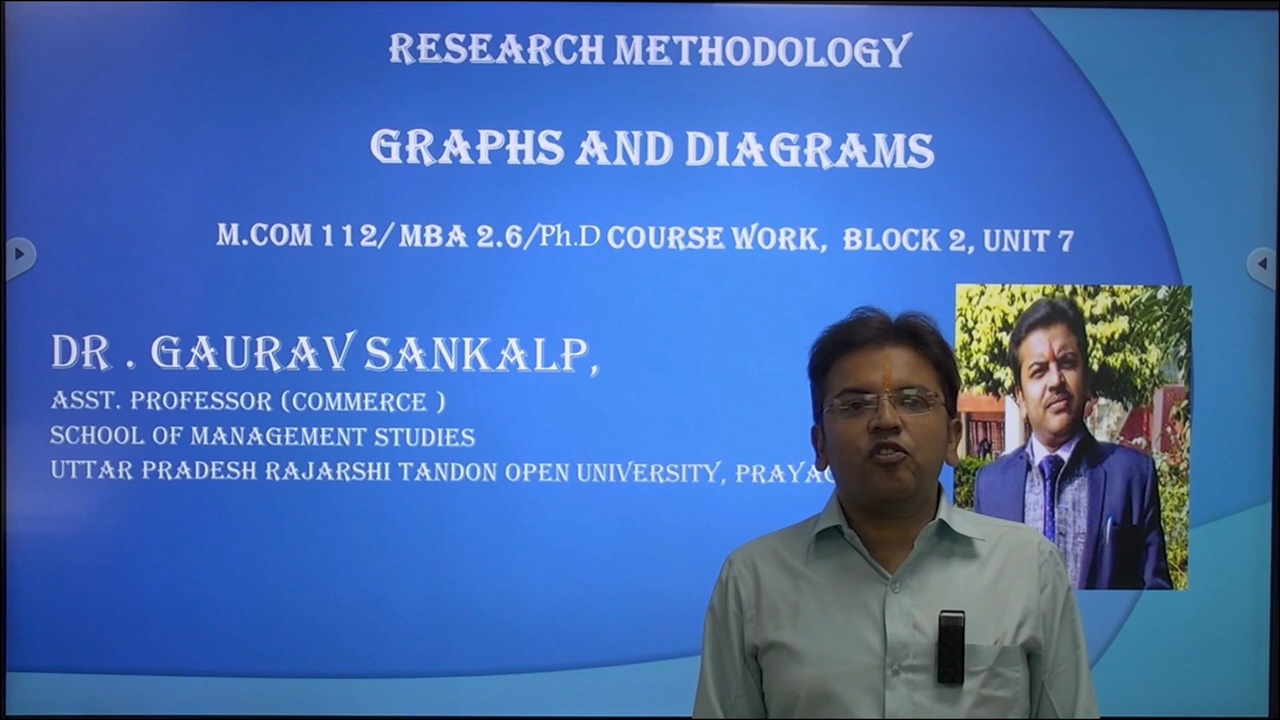 RESEARCH METHODOLOGY
GRAPHS AND DIAGRAMS
M.COM 112/ MBA 2.6/Ph.D COURSE WORK, BLOCK 2, UNIT 7
DR . GAURAV SANKALP,
ASST. PROFESSOR (COMMERCE )
SCHOOL OF MANAGEMENT STUDIES
UTTAR PRADESH RAJARSHI TANDON OPEN UNIVERSITY,